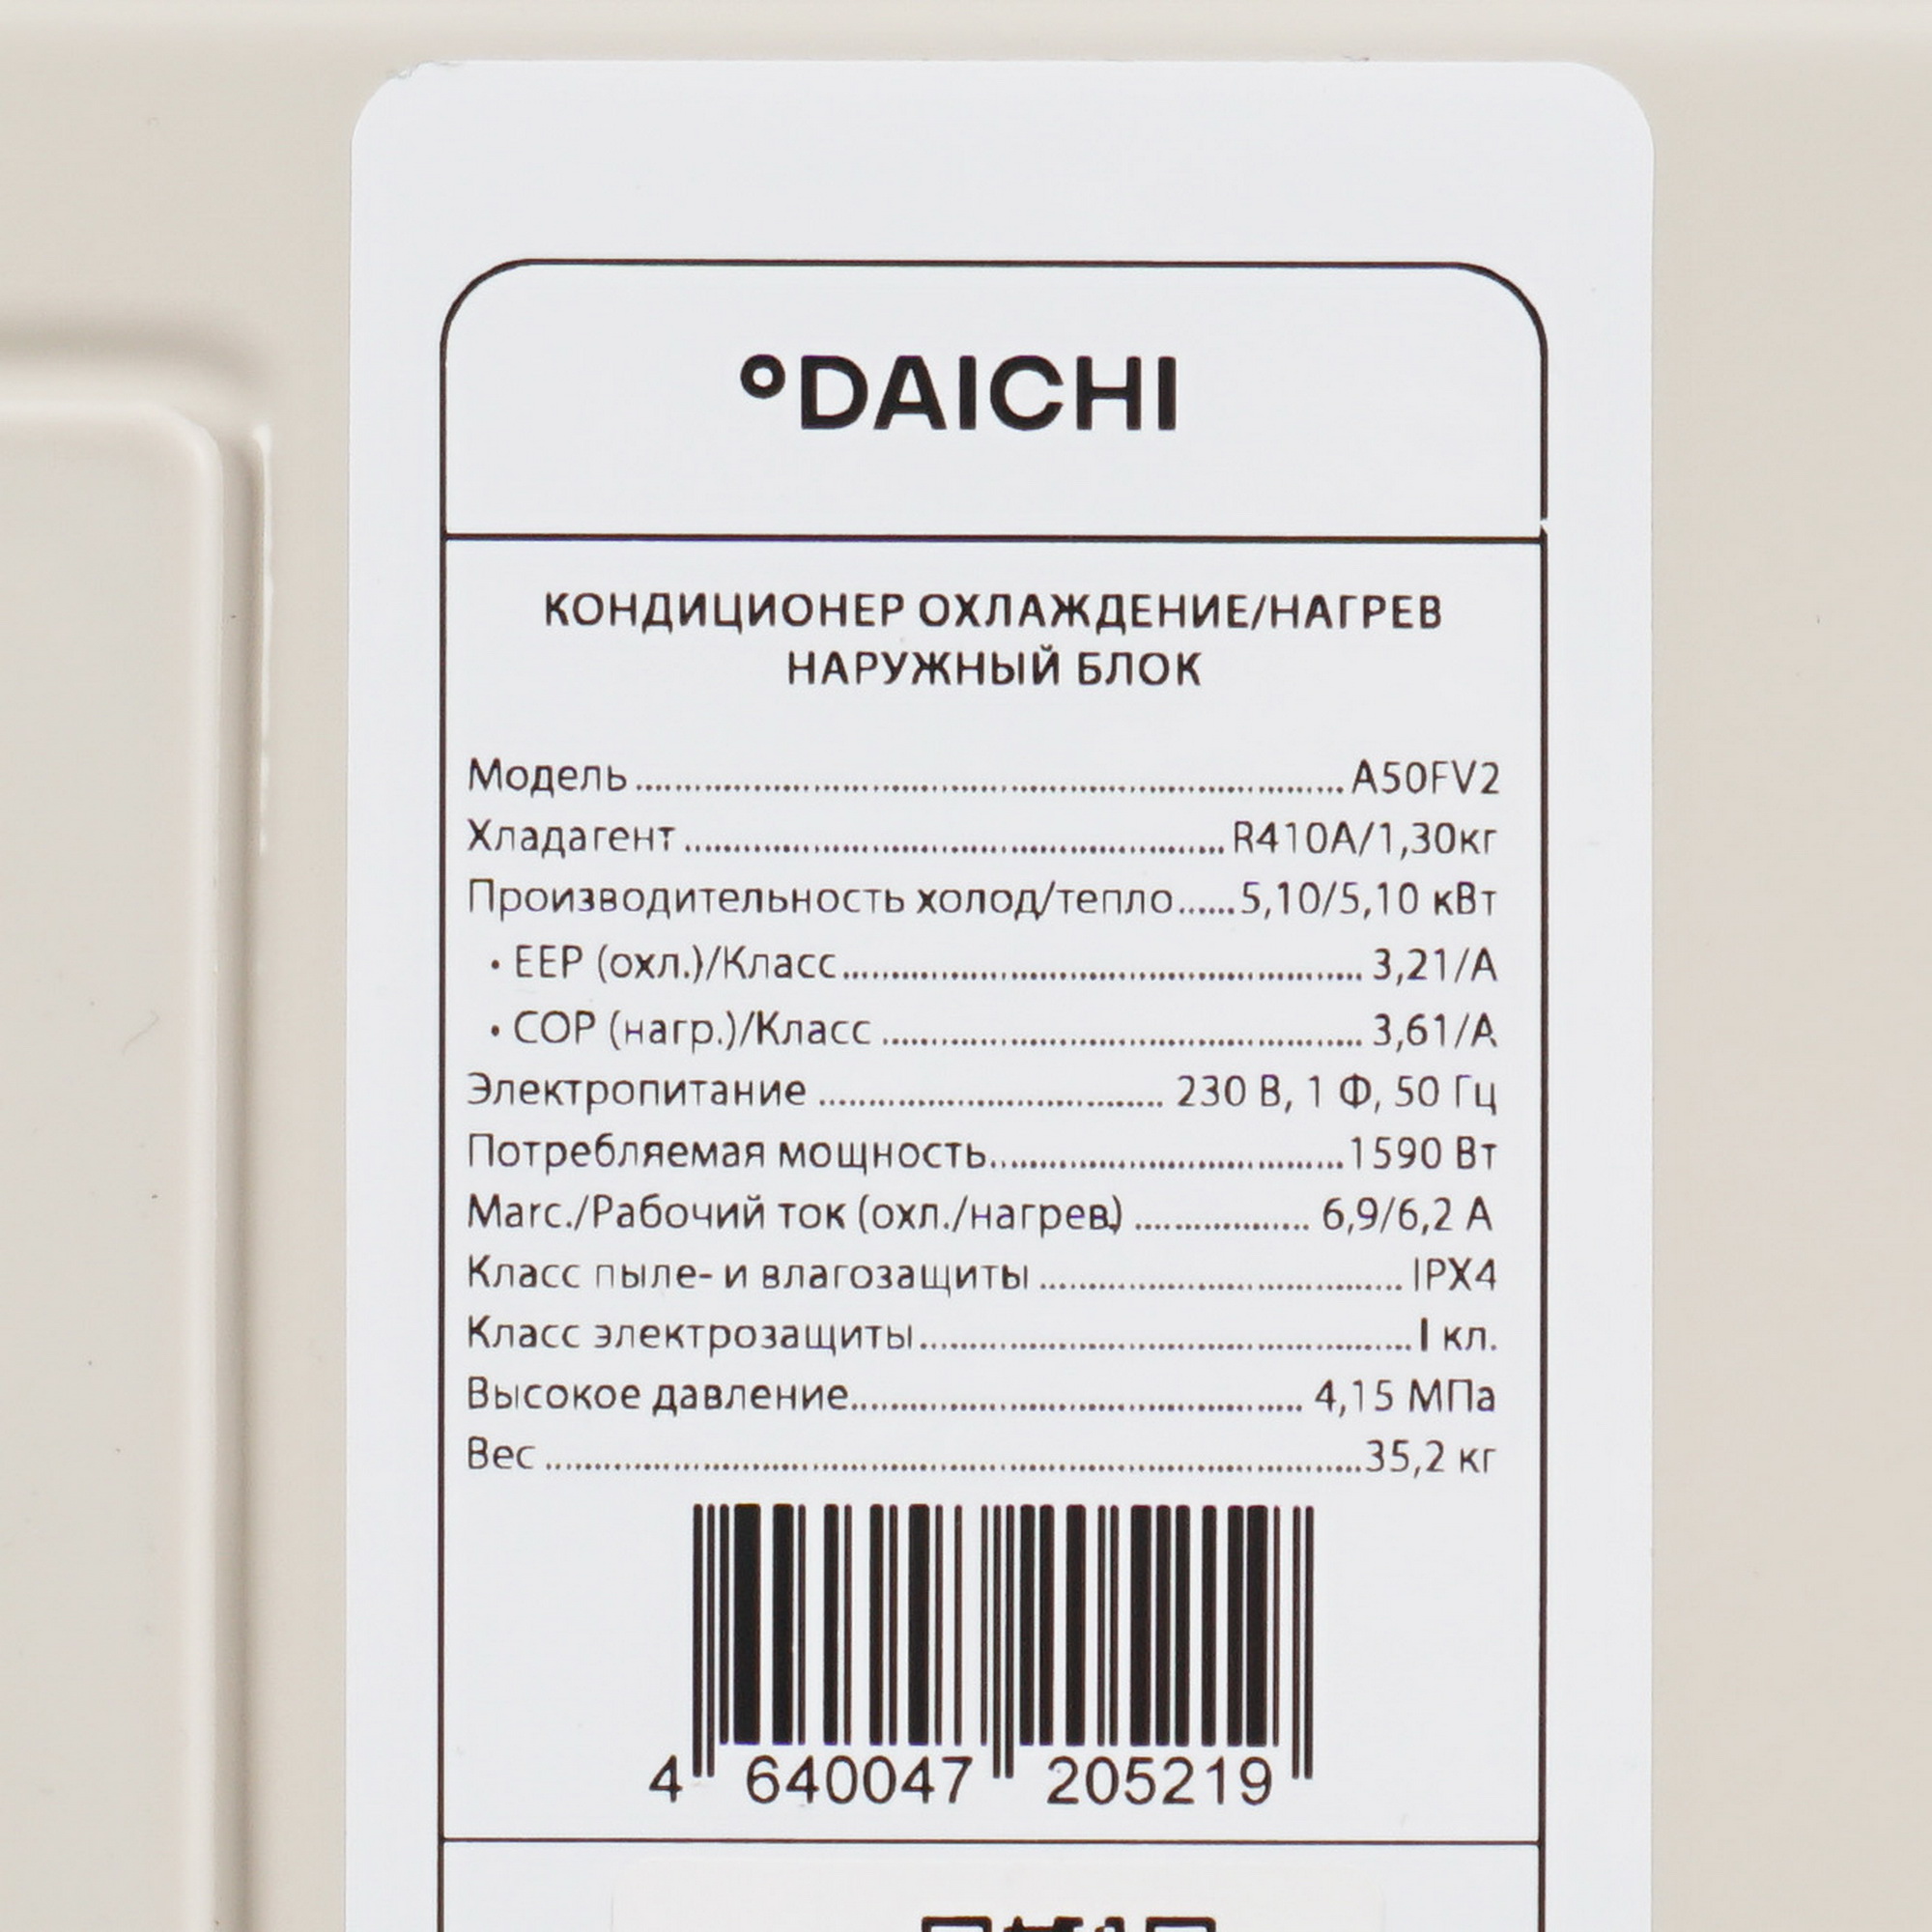 °DAICHI
КОНДИЦИОНЕР ОХЛАЖДЕНИЕ/НАГРЕВ
НАРУЖНЫЙ БЛОК
Модель........A50FV2
Хладагент........R410A/1,30кг
Производительность холод/тепло......5,10/5,10 кВт
• ЕЕР (охл.)/Класс........3,21/А
• СОР (нагр.)/Класс........3,61/А
Электропитание........230 В, 1 Ф, 50 Гц
Потребляемая мощность........1590 Вт
Marc./Рабочий ток (охл./нагрев)........6,9/6,2 А
Класс пыле- и влагозащиты........IPX4
Класс электрозащиты........I кл.
Высокое давление........4,15 МПа
Вес........35,2 кг
4 640047 205219